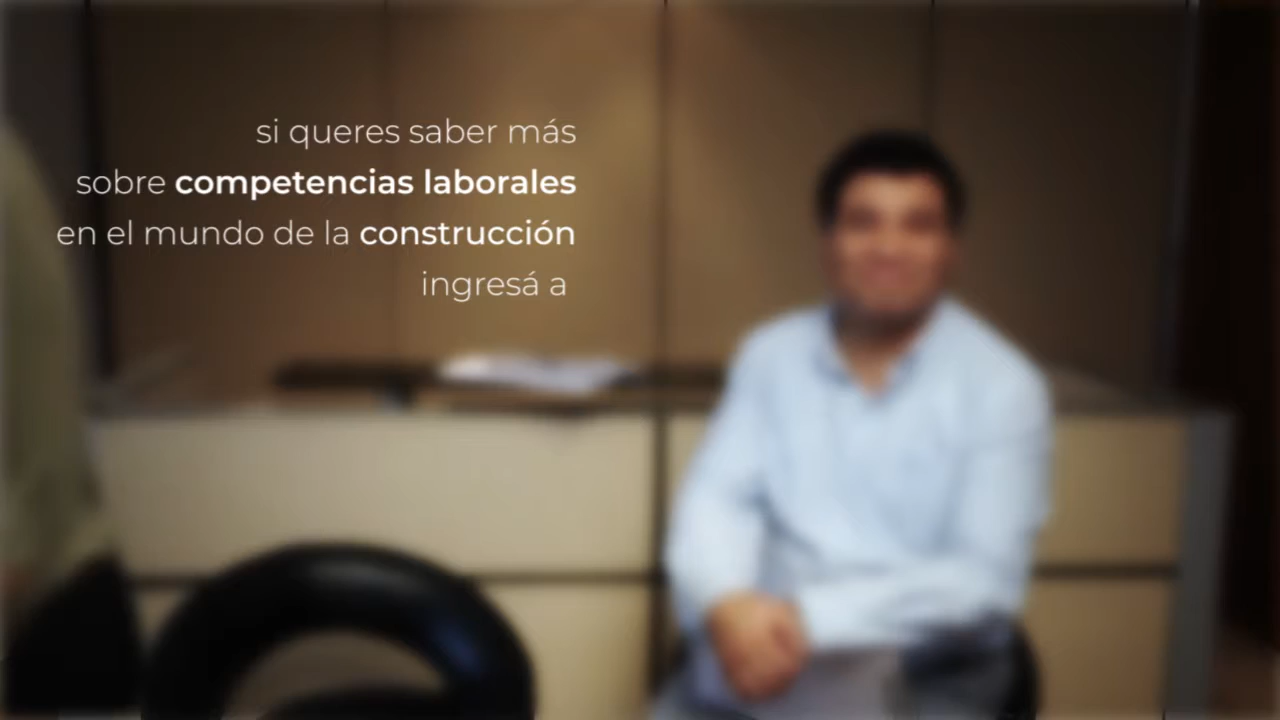 si queres saber más
sobre competencias laborales
en el mundo de la construcción
ingresá a